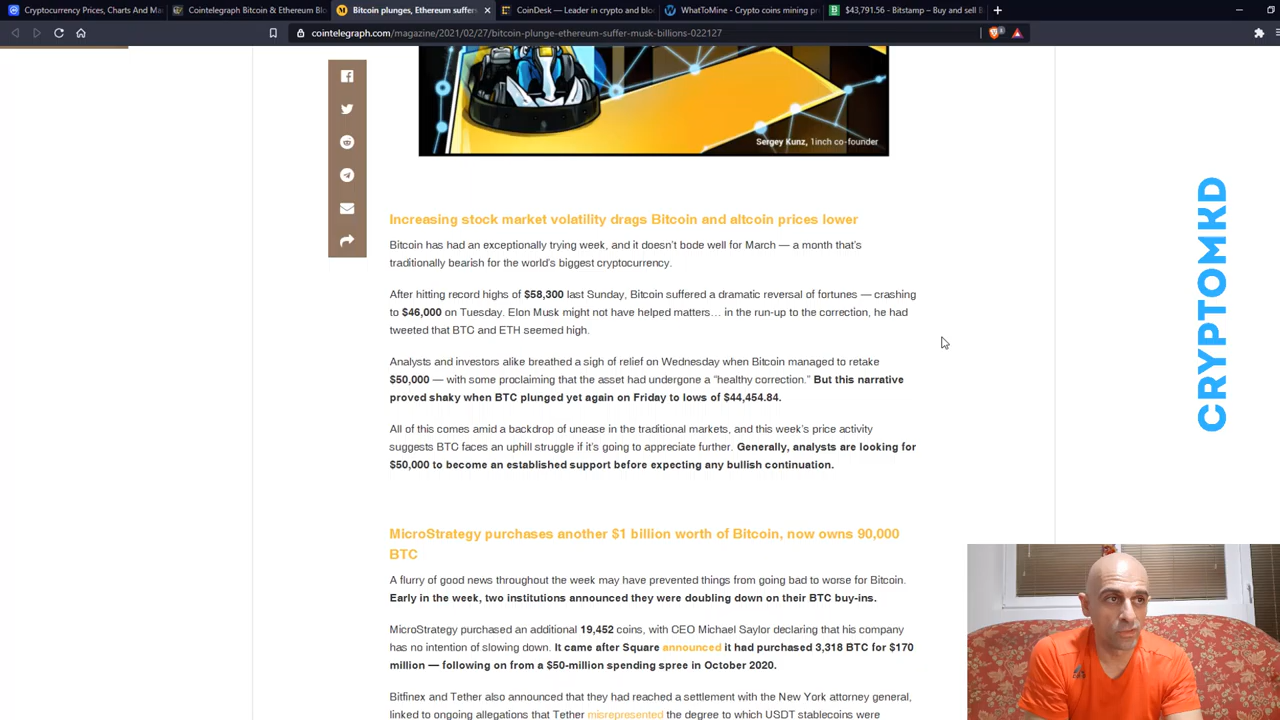 Cryptocurrency Prices, Charts And Ma
Cointelegraph Bitcoin & Ethereum Blo
Bitcoin plunges, Ethereum suffers
CoinDesk — Leader in crypto and bloc
WhatToMine - Crypto coins mining pr
$43,791.56 - Bitstamp – Buy and sell B
cointelegraph.com/magazine/2021/02/27/bitcoin-plunge-ethereum-suffer-musk-billions-022127
Sergey Kunz, 1inch co-founder
Increasing stock market volatility drags Bitcoin and altcoin prices lower
Bitcoin has had an exceptionally trying week, and it doesn't bode well for March — a month that's
traditionally bearish for the world's biggest cryptocurrency.
After hitting record highs of $58,300 last Sunday, Bitcoin suffered a dramatic reversal of fortunes — crashing
to $46,000 on Tuesday. Elon Musk might not have helped matters… in the run-up to the correction, he had
tweeted that BTC and ETH seemed high.
Analysts and investors alike breathed a sigh of relief on Wednesday when Bitcoin managed to retake
$50,000 — with some proclaiming that the asset had undergone a "healthy correction." But this narrative
proved shaky when BTC plunged yet again on Friday to lows of $44,454.84.
All of this comes amid a backdrop of unease in the traditional markets, and this week's price activity
suggests BTC faces an uphill struggle if it's going to appreciate further. Generally, analysts are looking for
$50,000 to become an established support before expecting any bullish continuation.
MicroStrategy purchases another $1 billion worth of Bitcoin, now owns 90,000
BTC
A flurry of good news throughout the week may have prevented things from going bad to worse for Bitcoin.
Early in the week, two institutions announced they were doubling down on their BTC buy-ins.
MicroStrategy purchased an additional 19,452 coins, with CEO Michael Saylor declaring that his company
has no intention of slowing down. It came after Square announced it had purchased 3,318 BTC for $170
million — following on from a $50-million spending spree in October 2020.
Bitfinex and Tether also announced that they had reached a settlement with the New York attorney general,
linked to ongoing allegations that Tether misrepresented the degree to which USDT stablecoins were
CRYPTOMKD